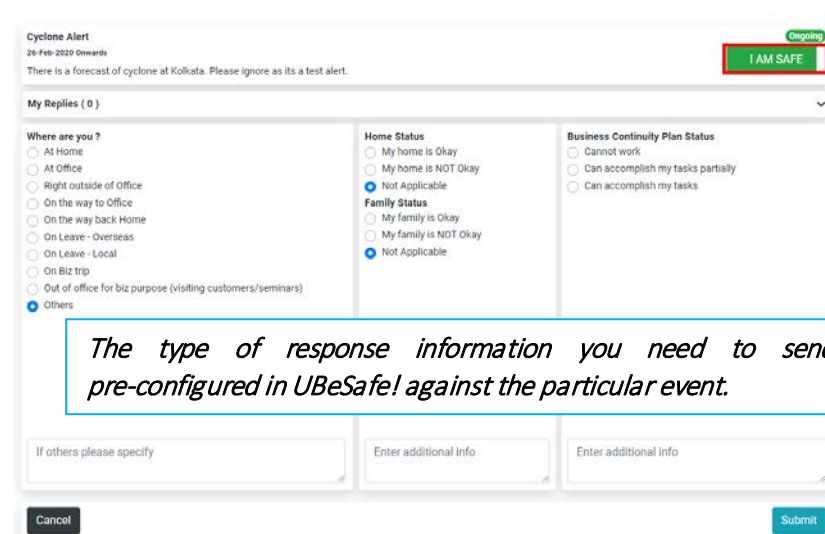 Cyclone Alert
Ongoing
26-Feb-2020 Onwards
I AM SAFE
There is a forecast of cyclone at Kolkata. Please ignore as its a test alert.
My Replies ( 0 )
Where are you ?
At Home
At Office
Right outside of Office
On the way to Office
On the way back Home
On Leave - Overseas
On Leave - Local
On Biz trip
Out of office for biz purpose (visiting customers/seminars)
Others
Home Status
My home is Okay
My home is NOT Okay
Not Applicable
Family Status
My family is Okay
My family is NOT Okay
Not Applicable
Business Continuity Plan Status
Cannot work
Can accomplish my tasks partially
Can accomplish my tasks
The type of response information you need to send
pre-configured in UBeSafe! against the particular event.
If others please specify
Enter additional info
Enter additional info
Cancel
Submit